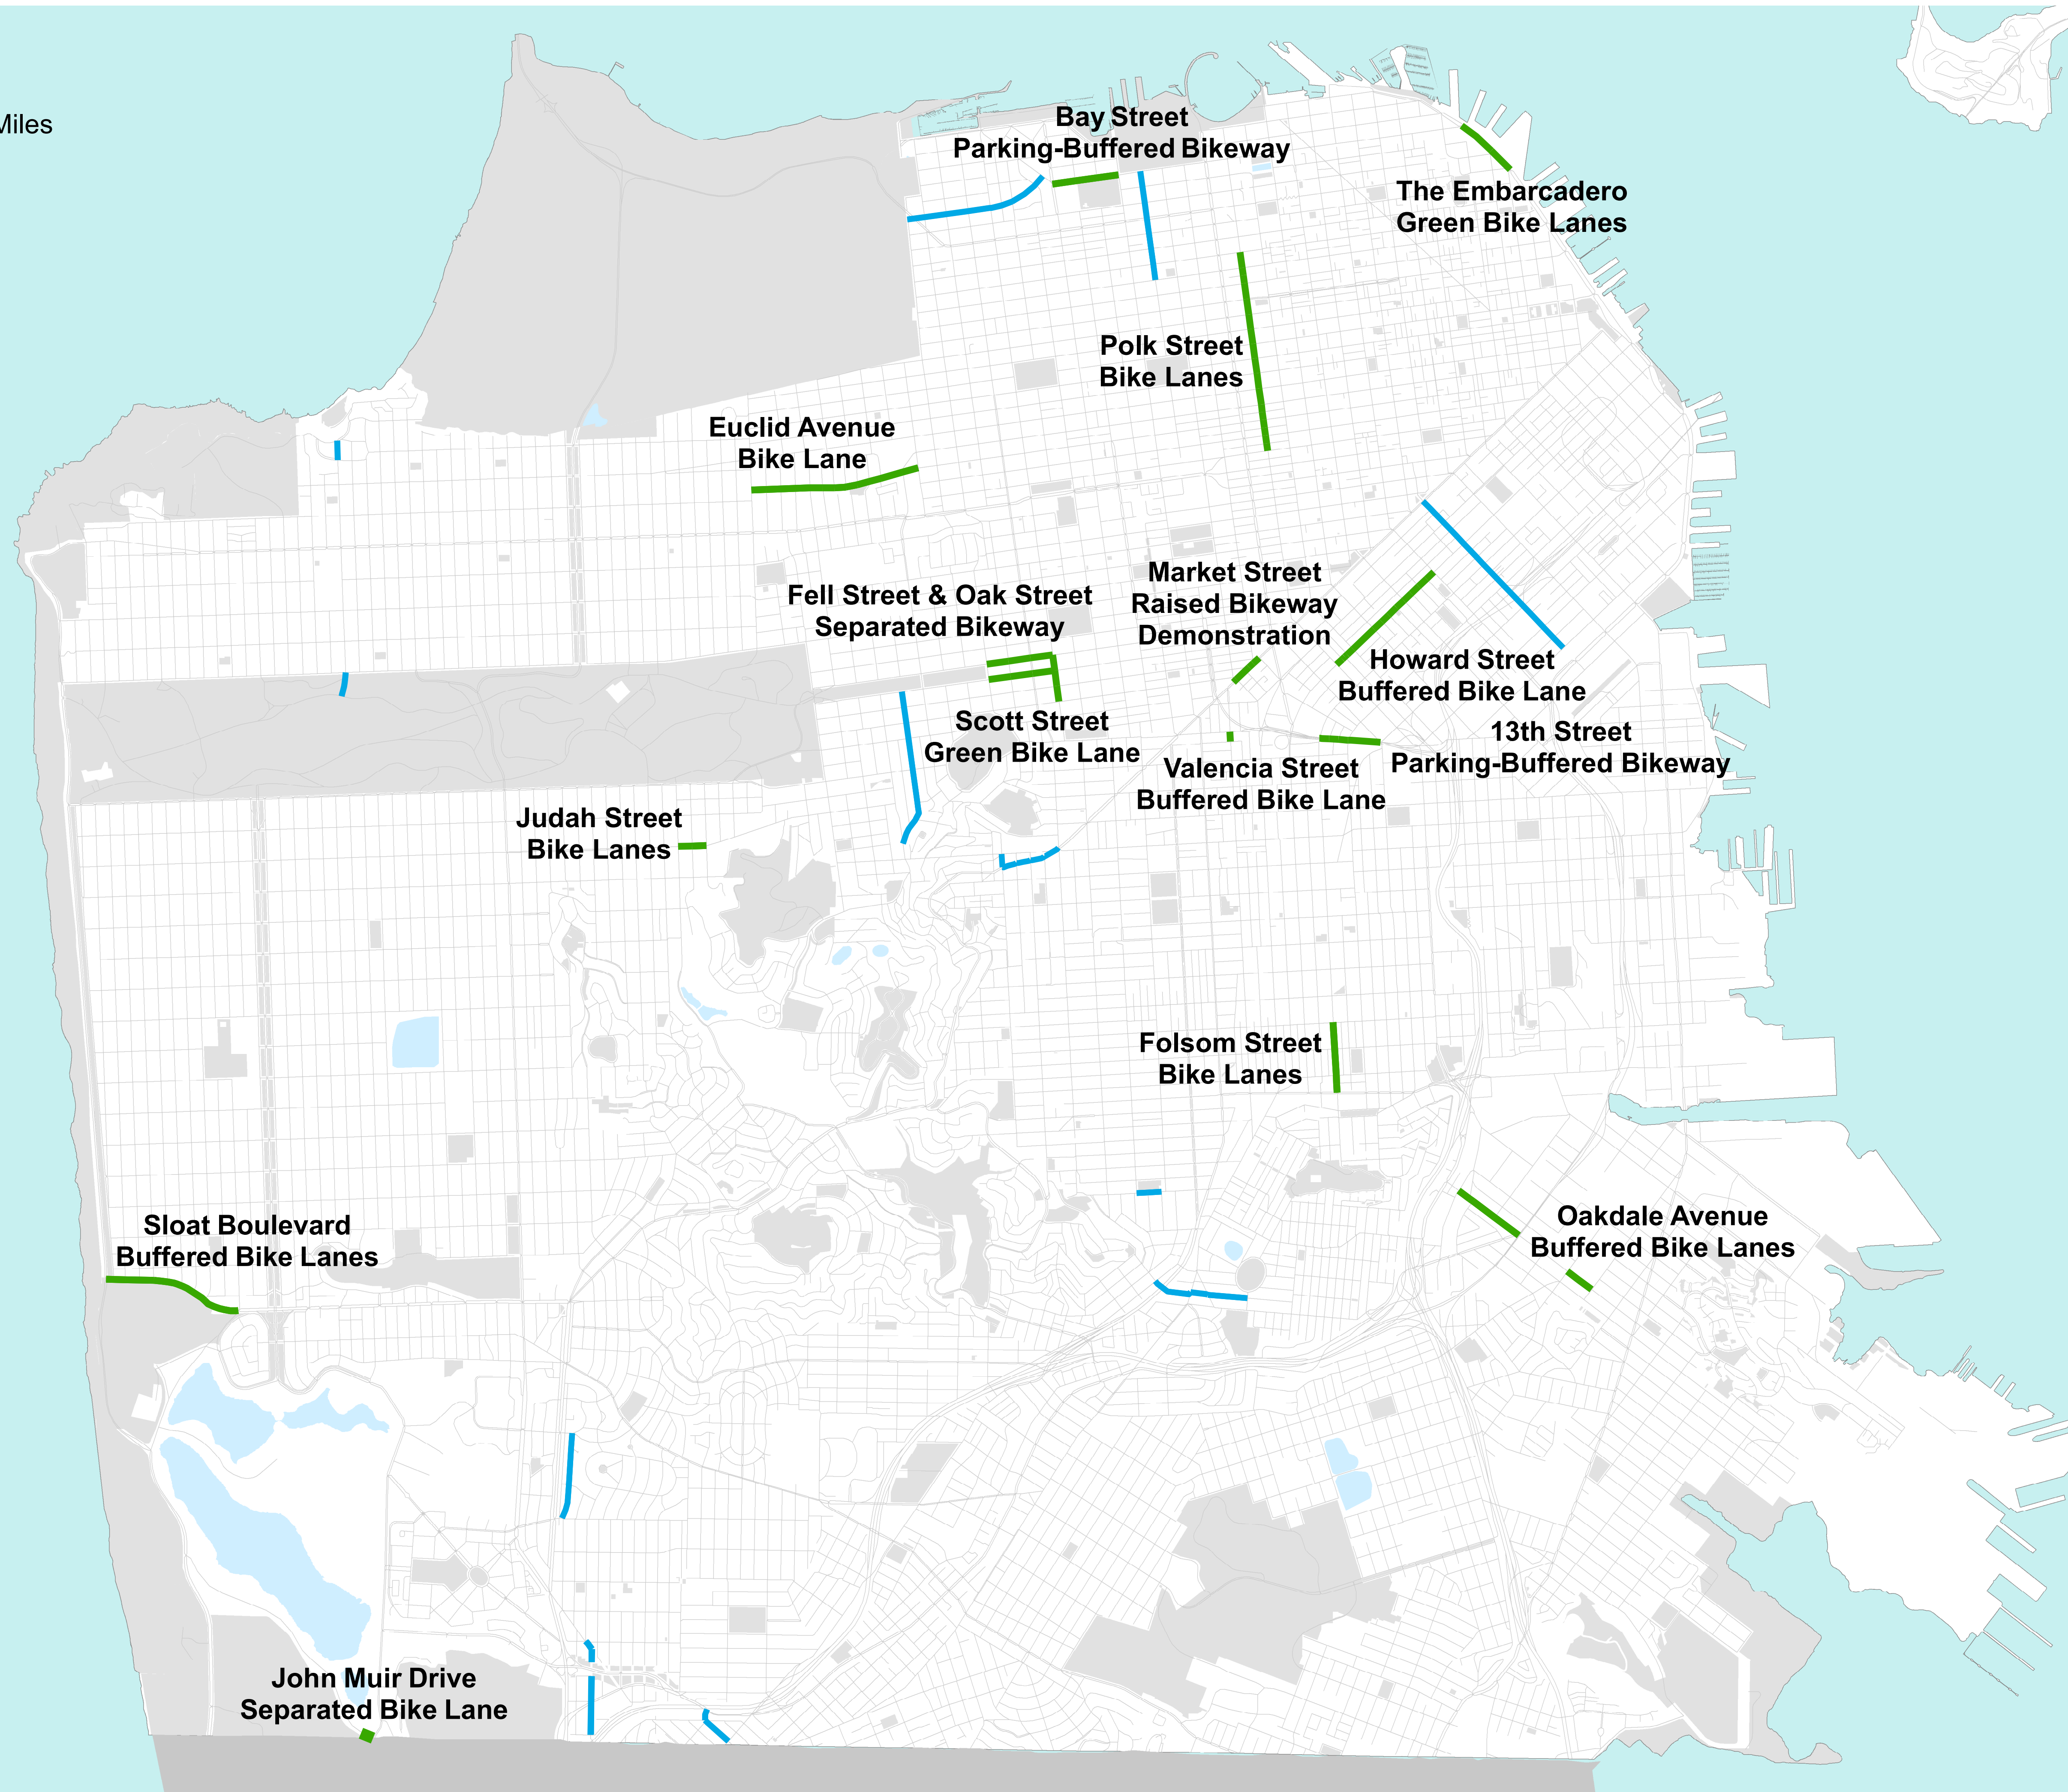 Miles
Bay Street
Parking-Buffered Bikeway
The Embarcadero
Green Bike Lanes
Polk Street
Bike Lanes
Euclid Avenue
Bike Lane
Market Street
Raised Bikeway
Demonstration
Fell Street & Oak Street
Separated Bikeway
Howard Street
Buffered Bike Lane
Scott Street
Green Bike Lane
13th Street
Parking-Buffered Bikeway
Valencia Street
Buffered Bike Lane
Judah Street
Bike Lanes
Folsom Street
Bike Lanes
Sloat Boulevard
Buffered Bike Lanes
Oakdale Avenue
Buffered Bike Lanes
John Muir Drive
Separated Bike Lane